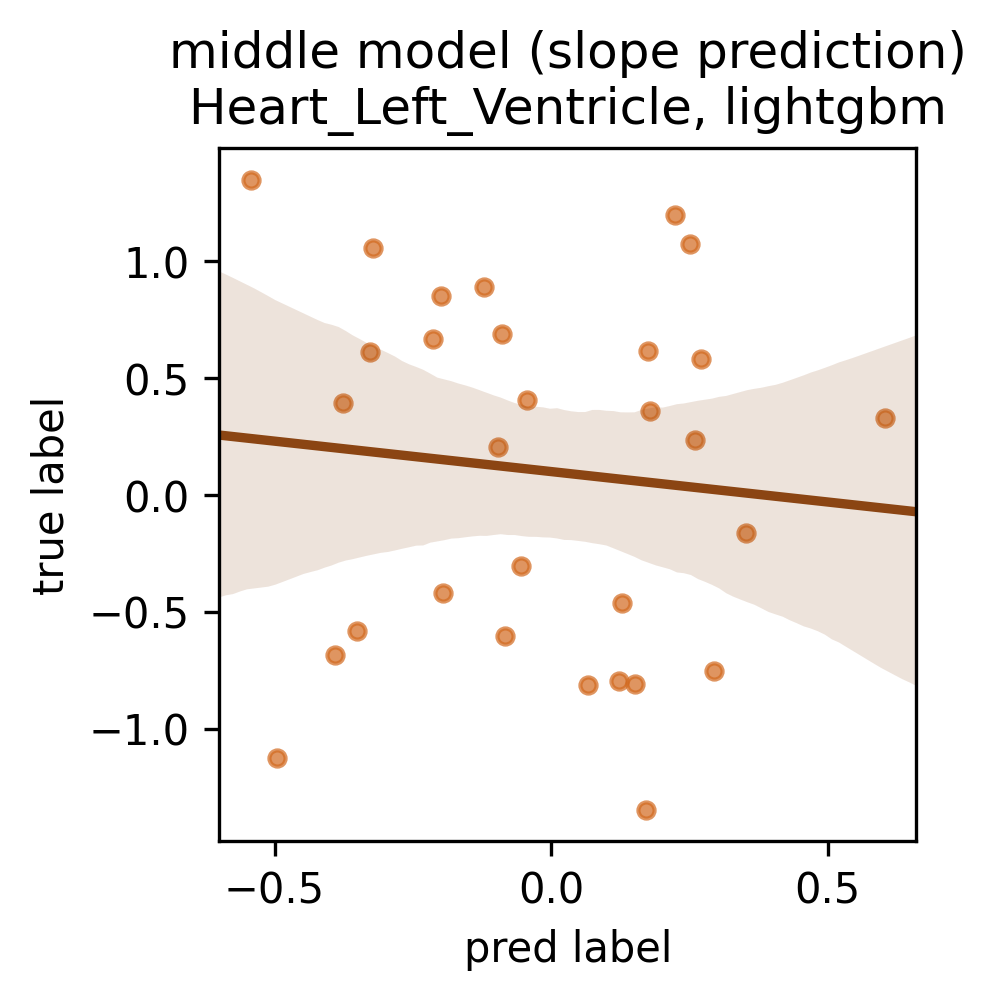 middle model (slope prediction)
Heart_Left_Ventricle, lightgbm
true label
1.0
0.5
0.0
−0.5
−1.0
−0.5
0.0
0.5
pred label